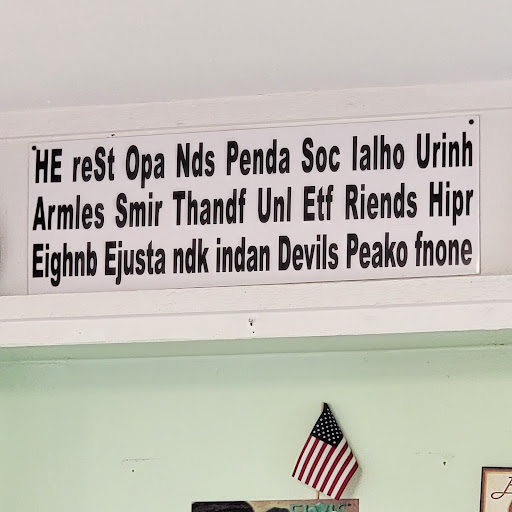 HE reSt Opa Nds Penda Soc Ialho Urinh
Armles Smir Thandf Unl Etf Riends Hipr
Eighnb Ejusta ndk indan Devils Peako fnone